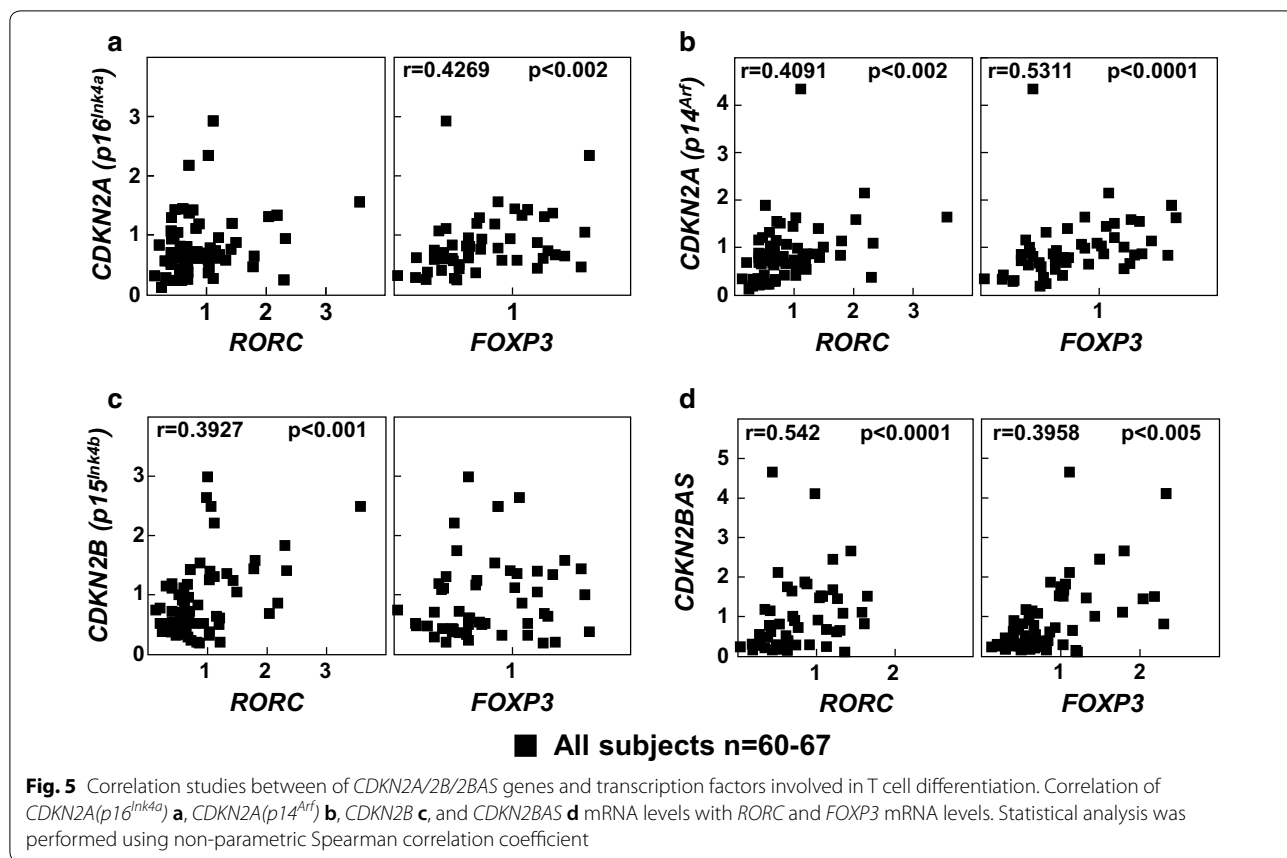 a
b
r=0.4269 p<0.002
r=0.4091 p<0.002
r=0.5311 p<0.0001
CDKN2A (p16Ink4a)
3
2
1
0
1 2 3
RORC
1
FOXP3
CDKN2A (p14Arf)
4
3
2
1
0
1 2 3
RORC
1
FOXP3
c
d
r=0.3927 p<0.001
r=0.542 p<0.0001
r=0.3958 p<0.005
CDKN2B (p15Ink4b)
3
2
1
0
1 2 3
RORC
1
FOXP3
CDKN2BAS
5
4
3
2
1
0
1 2
RORC
1 2
FOXP3
All subjects n=60-67
Fig. 5 Correlation studies between of CDKN2A/2B/2BAS genes and transcription factors involved in T cell differentiation. Correlation of
CDKN2A(p16Ink4a) a, CDKN2A(p14Arf) b, CDKN2B c, and CDKN2BAS d mRNA levels with RORC and FOXP3 mRNA levels. Statistical analysis was
performed using non-parametric Spearman correlation coefficient